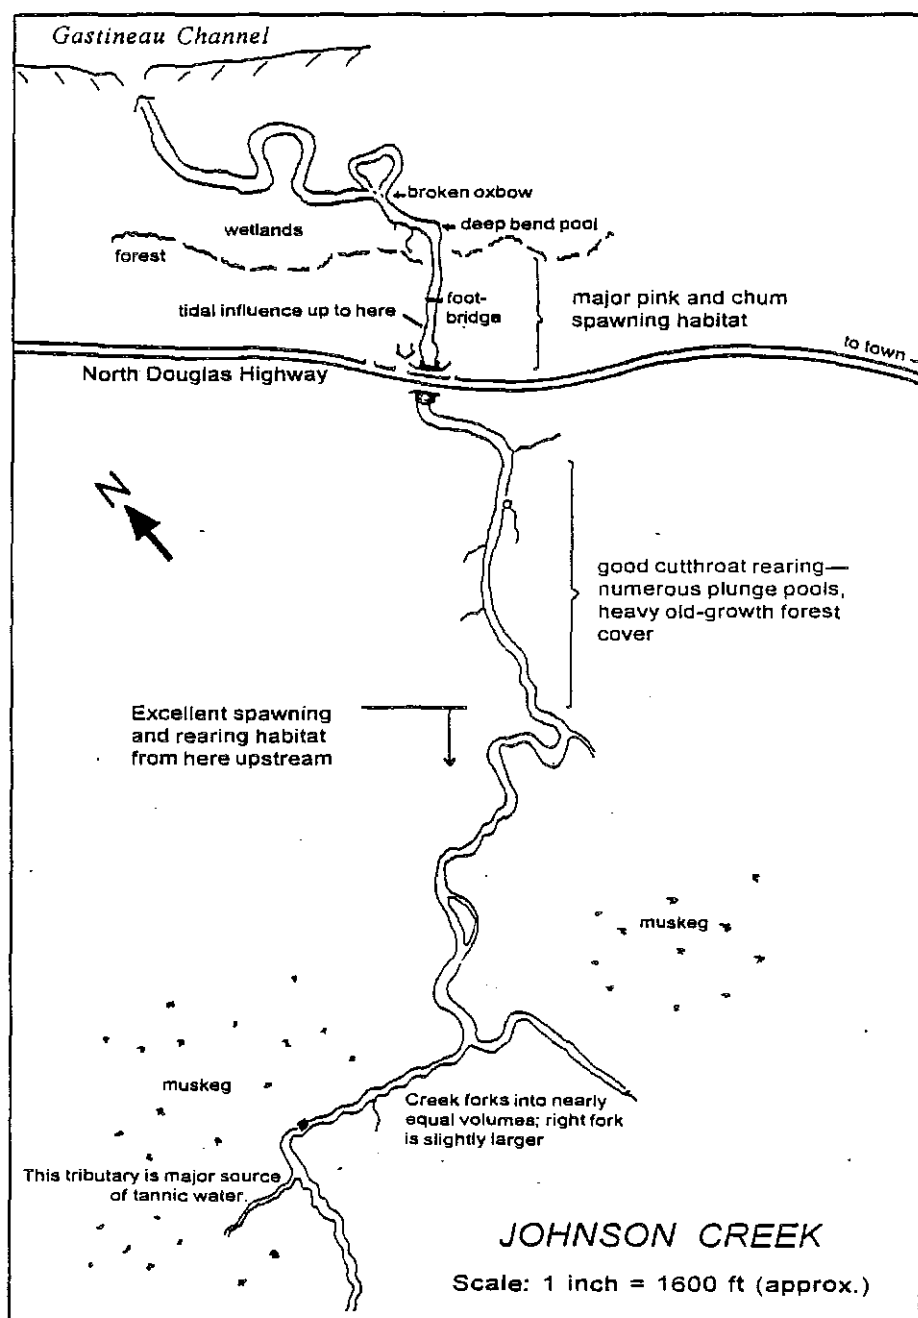 Gastineau Channel
broken oxbow
deep bend pool
wetlands
forest
foot-
bridge
tidal influence up to here
major pink and chum
spawning habitat
to town
North Douglas Highway
N
good cutthroat rearing—
numerous plunge pools,
heavy old-growth forest
cover
Excellent spawning
and rearing habitat
from here upstream
muskeg
muskeg
Creek forks into nearly
equal volumes; right fork
is slightly larger
This tributary is major source
of tannic water.
JOHNSON CREEK
Scale: 1 inch = 1600 ft (approx.)